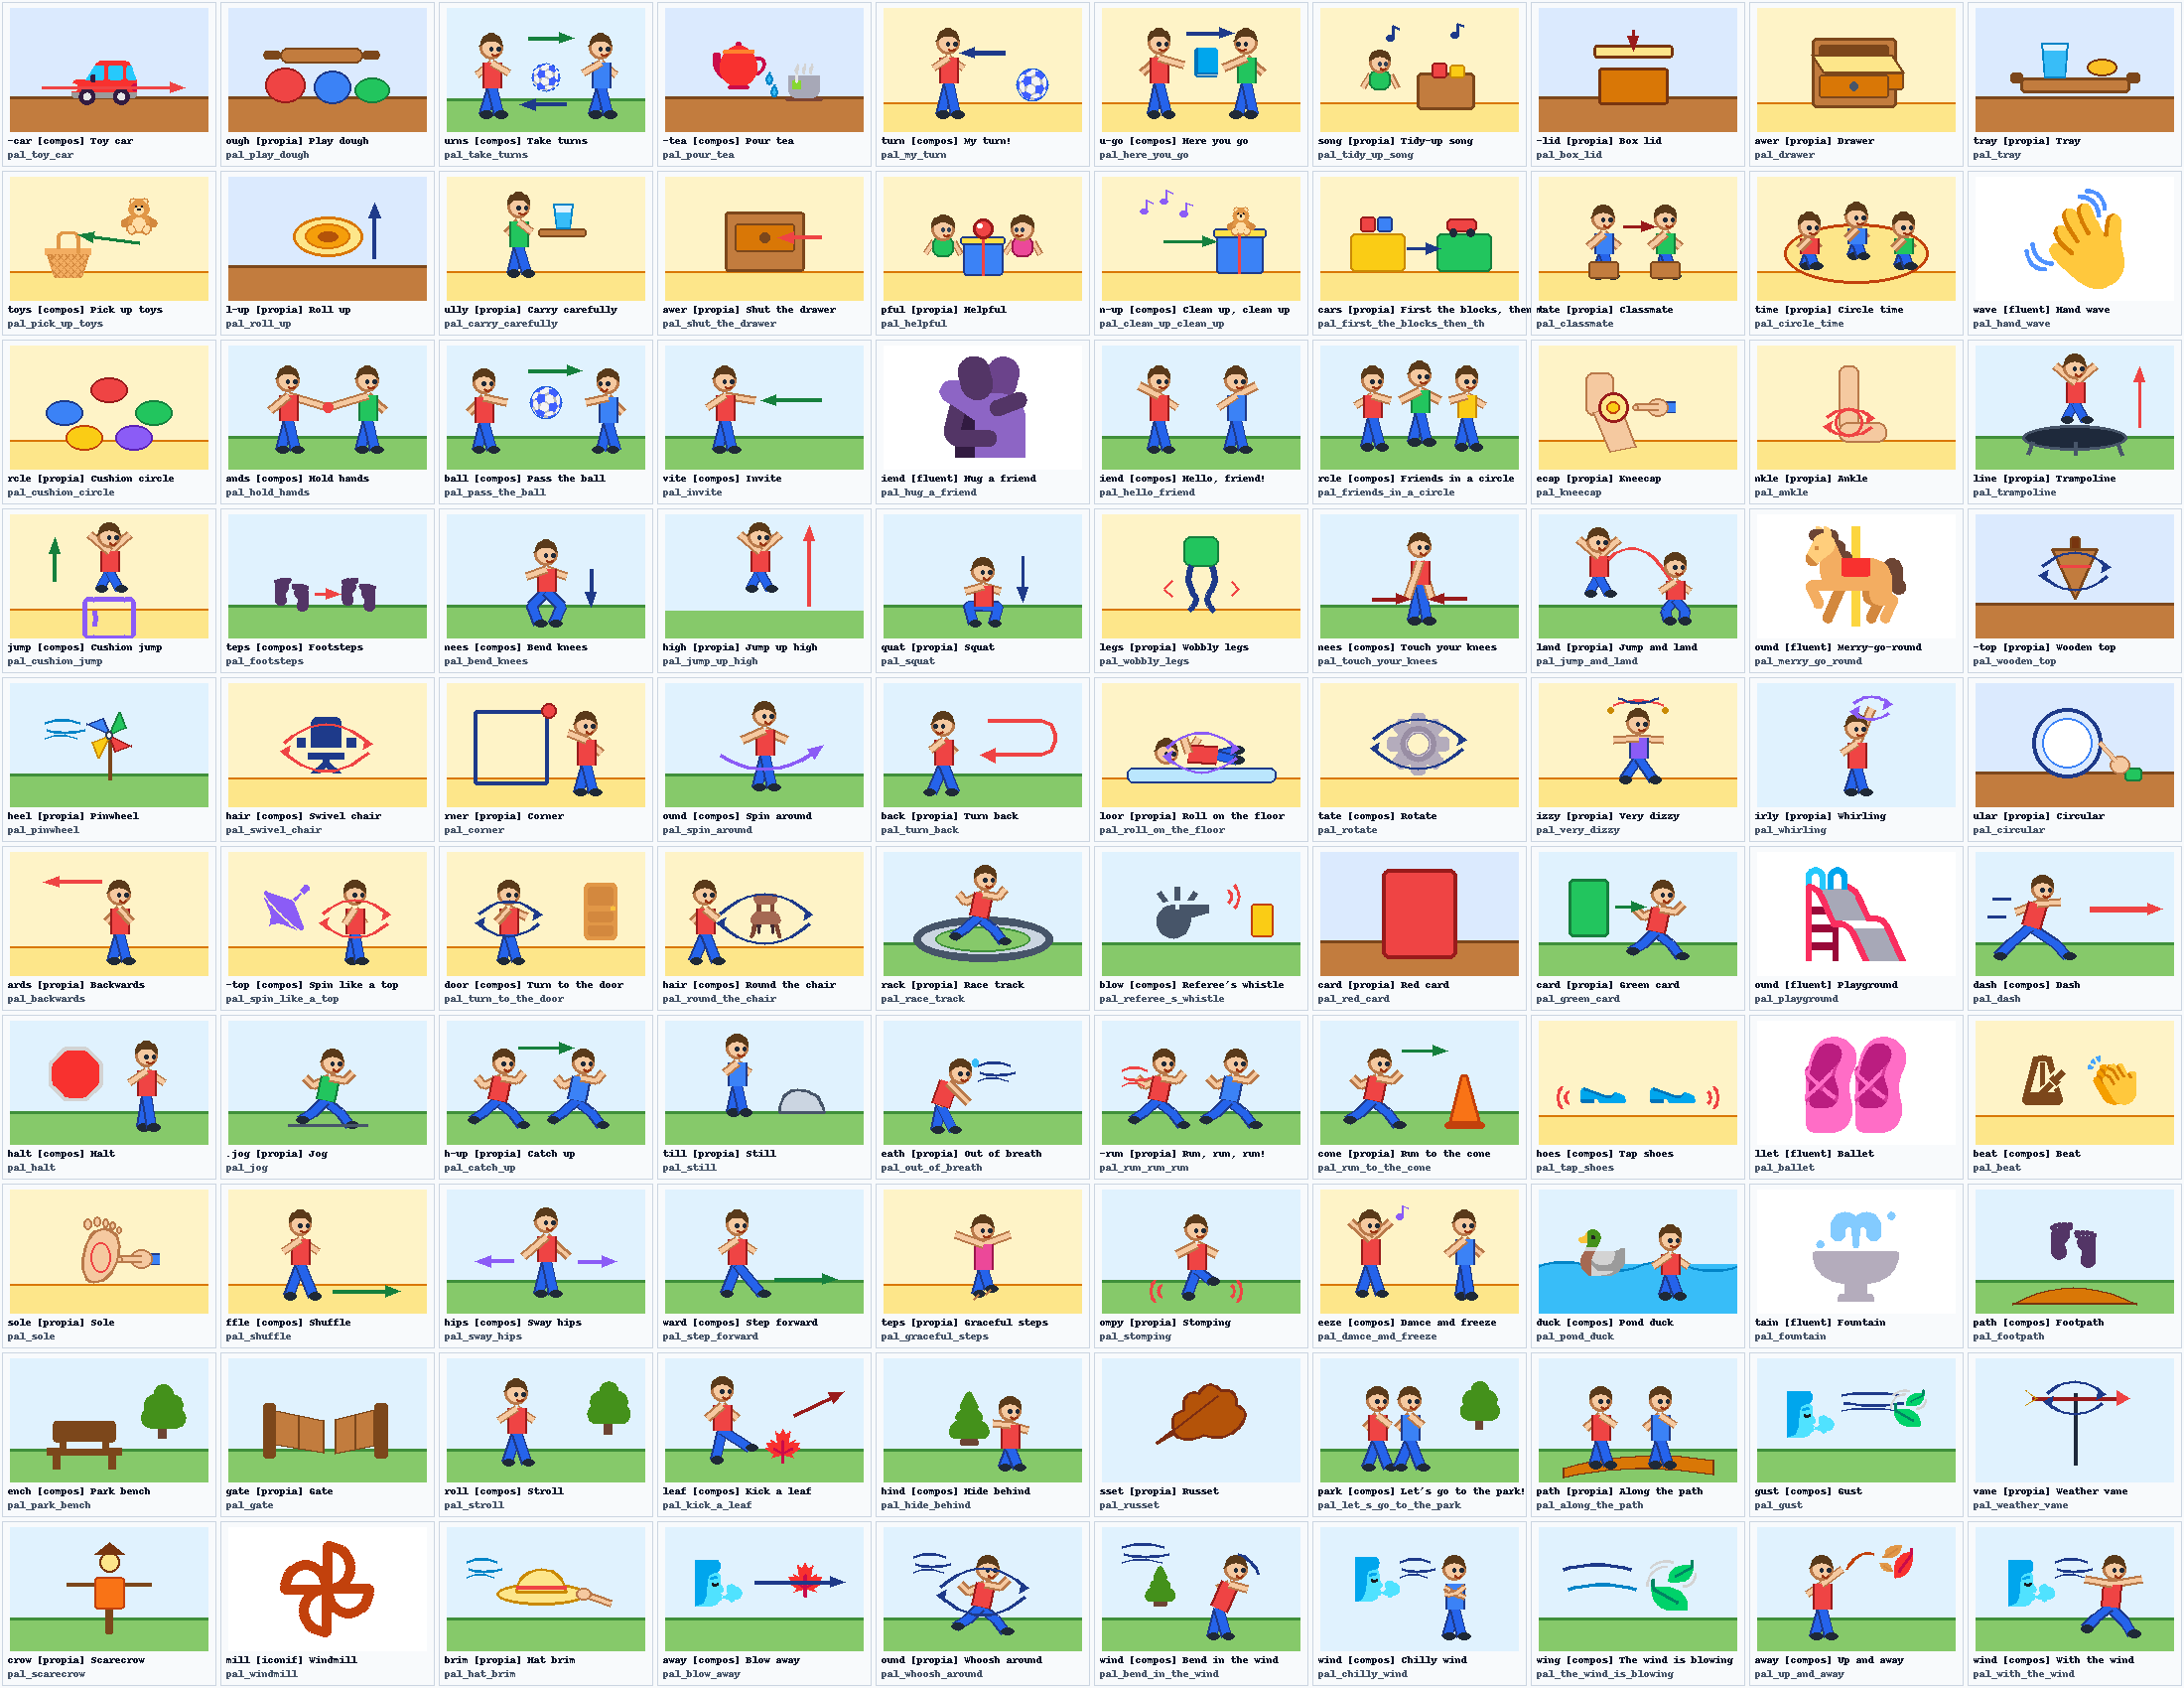 -car [compos] Toy car
pal_toy_car
ough [propia] Play dough
pal_play_dough
urns [compos] Take turns
pal_take_turns
-tea [compos] Pour tea
pal_pour_tea
turn [compos] My turn!
pal_my_turn
u-go [compos] Here you go
pal_here_you_go
song [propia] Tidy-up song
pal_tidy_up_song
-lid [propia] Box lid
pal_box_lid
awer [propia] Drawer
pal_drawer
tray [propia] Tray
pal_tray
toys [compos] Pick up toys
pal_pick_up_toys
l-up [propia] Roll up
pal_roll_up
ully [propia] Carry carefully
pal_carry_carefully
awer [propia] Shut the drawer
pal_shut_the_drawer
pful [propia] Helpful
pal_helpful
n-up [compos] Clean up, clean up
pal_clean_up_clean_up
cars [propia] First the blocks, then
pal_first_the_blocks_then_th
mate [propia] Classmate
pal_classmate
time [propia] Circle time
pal_circle_time
wave [fluent] Hand wave
pal_hand_wave
rcle [propia] Cushion circle
pal_cushion_circle
ands [compos] Hold hands
pal_hold_hands
ball [compos] Pass the ball
pal_pass_the_ball
vite [compos] Invite
pal_invite
iend [fluent] Hug a friend
pal_hug_a_friend
iend [compos] Hello, friend!
pal_hello_friend
rcle [compos] Friends in a circle
pal_friends_in_a_circle
ecap [propia] Kneecap
pal_kneecap
nkle [propia] Ankle
pal_ankle
line [propia] Trampoline
pal_trampoline
jump [compos] Cushion jump
pal_cushion_jump
teps [compos] Footsteps
pal_footsteps
nees [compos] Bend knees
pal_bend_knees
high [propia] Jump up high
pal_jump_up_high
quat [propia] Squat
pal_squat
legs [propia] Wobbly legs
pal_wobbly_legs
nees [compos] Touch your knees
pal_touch_your_knees
land [propia] Jump and land
pal_jump_and_land
ound [fluent] Merry-go-round
pal_merry_go_round
-top [propia] Wooden top
pal_wooden_top
heel [propia] Pinwheel
pal_pinwheel
hair [compos] Swivel chair
pal_swivel_chair
rner [propia] Corner
pal_corner
ound [compos] Spin around
pal_spin_around
back [propia] Turn back
pal_turn_back
loor [propia] Roll on the floor
pal_roll_on_the_floor
tate [compos] Rotate
pal_rotate
izzy [propia] Very dizzy
pal_very_dizzy
irly [propia] Whirling
pal_whirling
ular [propia] Circular
pal_circular
ards [propia] Backwards
pal_backwards
-top [compos] Spin like a top
pal_spin_like_a_top
door [compos] Turn to the door
pal_turn_to_the_door
hair [compos] Round the chair
pal_round_the_chair
rack [propia] Race track
pal_race_track
blow [compos] Referee's whistle
pal_referee_s_whistle
card [propia] Red card
pal_red_card
card [propia] Green card
pal_green_card
ound [fluent] Playground
pal_playground
dash [compos] Dash
pal_dash
halt [compos] Halt
pal_halt
.jog [propia] Jog
pal_jog
h-up [propia] Catch up
pal_catch_up
till [propia] Still
pal_still
eath [propia] Out of breath
pal_out_of_breath
-run [propia] Run, run, run!
pal_run_run_run
cone [propia] Run to the cone
pal_run_to_the_cone
hoes [compos] Tap shoes
pal_tap_shoes
llet [fluent] Ballet
pal_ballet
beat [compos] Beat
pal_beat
sole [propia] Sole
pal_sole
ffle [compos] Shuffle
pal_shuffle
hips [compos] Sway hips
pal_sway_hips
ward [compos] Step forward
pal_step_forward
teps [propia] Graceful steps
pal_graceful_steps
ompy [propia] Stomping
pal_stomping
eeze [compos] Dance and freeze
pal_dance_and_freeze
duck [compos] Pond duck
pal_pond_duck
tain [fluent] Fountain
pal_fountain
path [compos] Footpath
pal_footpath
ench [compos] Park bench
pal_park_bench
gate [propia] Gate
pal_gate
roll [compos] Stroll
pal_stroll
leaf [compos] Kick a leaf
pal_kick_a_leaf
hind [compos] Hide behind
pal_hide_behind
sset [propia] Russet
pal_russet
park [compos] Let's go to the park!
pal_let_s_go_to_the_park
path [propia] Along the path
pal_along_the_path
gust [compos] Gust
pal_gust
vane [propia] Weather vane
pal_weather_vane
crow [propia] Scarecrow
pal_scarecrow
mill [iconif] Windmill
pal_windmill
brim [propia] Hat brim
pal_hat_brim
away [compos] Blow away
pal_blow_away
ound [propia] Whoosh around
pal_whoosh_around
wind [compos] Bend in the wind
pal_bend_in_the_wind
wind [compos] Chilly wind
pal_chilly_wind
wing [compos] The wind is blowing
pal_the_wind_is_blowing
away [compos] Up and away
pal_up_and_away
wind [compos] With the wind
pal_with_the_wind